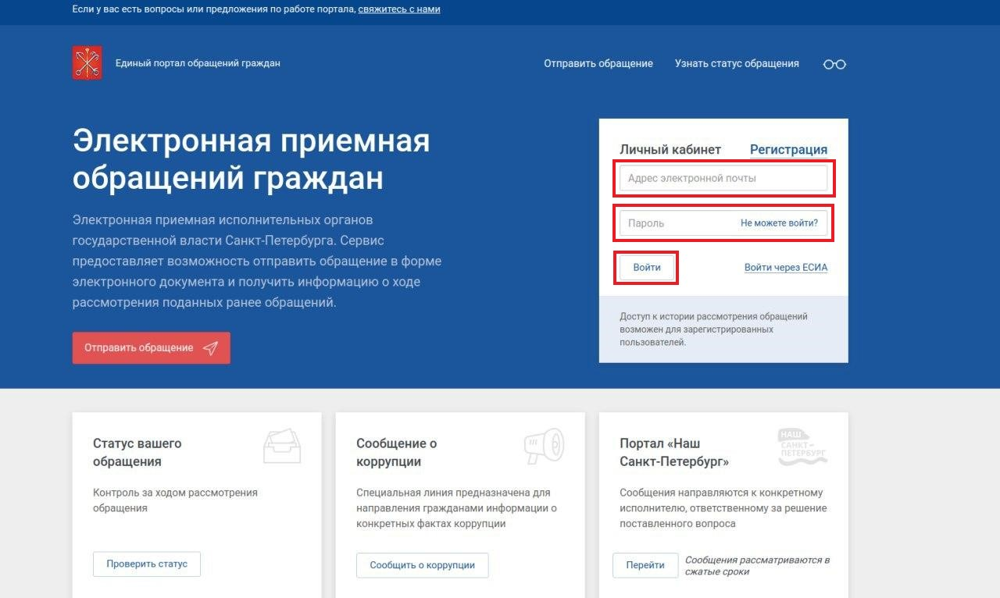 Если у вас есть вопросы или предложения по работе портала, свяжитесь с нами
Единый портал обращений граждан
Отправить обращение
Узнать статус обращения
Электронная приемная
обращений граждан
Электронная приемная исполнительных органов
государственной власти Санкт-Петербурга. Сервис
предоставляет возможность отправить обращение в форме
электронного документа и получить информацию о ходе
рассмотрения поданных ранее обращений.
Отправить обращение
Личный кабинет
Регистрация
Адрес электронной почты
Пароль
Не можете войти?
Войти
Войти через ЕСИА
Доступ к истории рассмотрения обращений
возможен для зарегистрированных
пользователей.
Статус вашего
обращения
Контроль за ходом рассмотрения
обращения
Проверить статус
Сообщение о
коррупции
Специальная линия предназначена для
направления гражданами информации о
конкретных фактах коррупции
Сообщить о коррупции
Портал «Наш
Санкт-Петербург»
НАШ
САНКТ-
ПЕТЕРБУРГ
Сообщения направляются к конкретному
исполнителю, ответственному за решение
поставленного вопроса
Перейти
Сообщения рассматриваются в
сжатые сроки